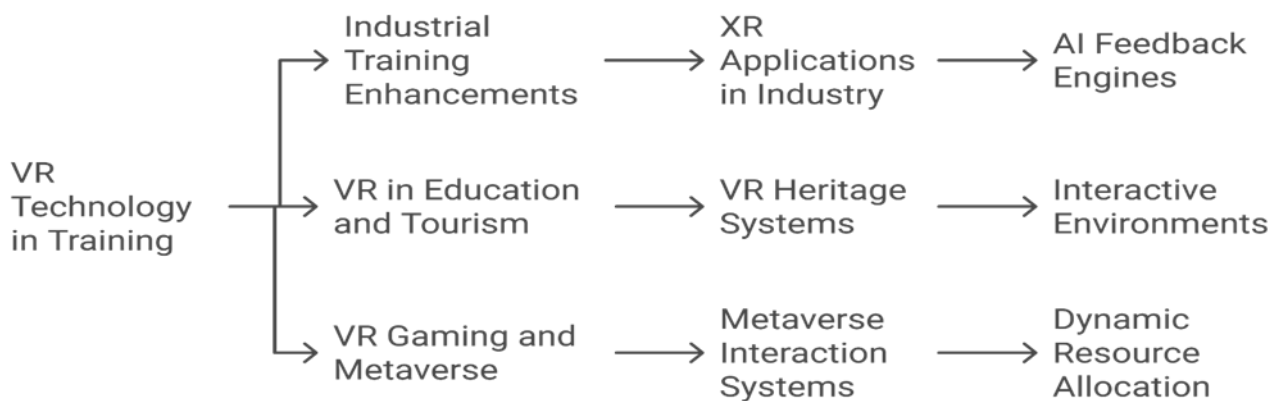 VR
Technology
in Training
Industrial
Training
Enhancements
XR
Applications
in Industry
AI Feedback
Engines
VR in Education
and Tourism
VR Heritage
Systems
Interactive
Environments
VR Gaming and
Metaverse
Metaverse
Interaction
Systems
Dynamic
Resource
Allocation